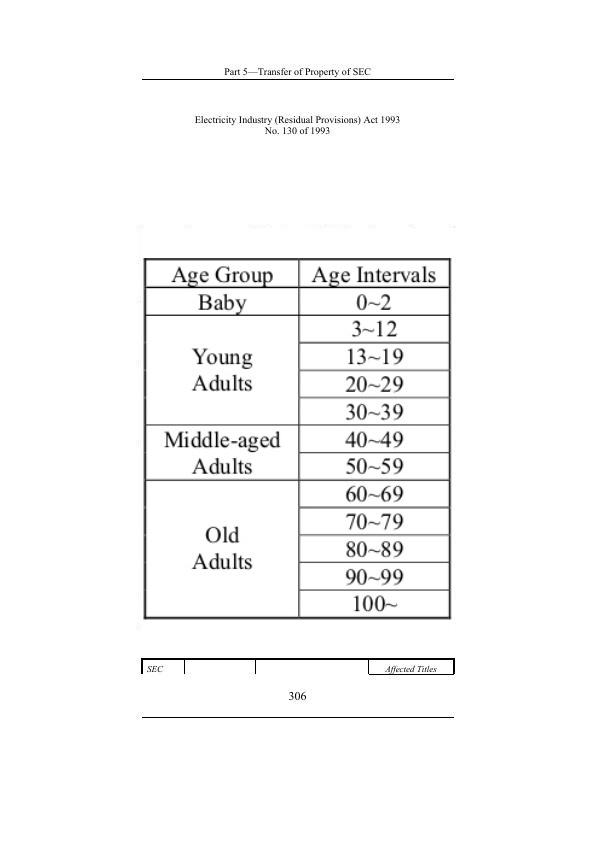 Part 5—Transfer of Property of SEC
Electricity Industry (Residual Provisions) Act 1993
No. 130 of 1993
Age Group Age Intervals
Baby 0~2
3~12
Young Adults 13~19
20~29
30~39
Middle-aged Adults 40~49
50~59
60~69
70~79
Old Adults 80~89
90~99
100~
SEC Affected Titles
306